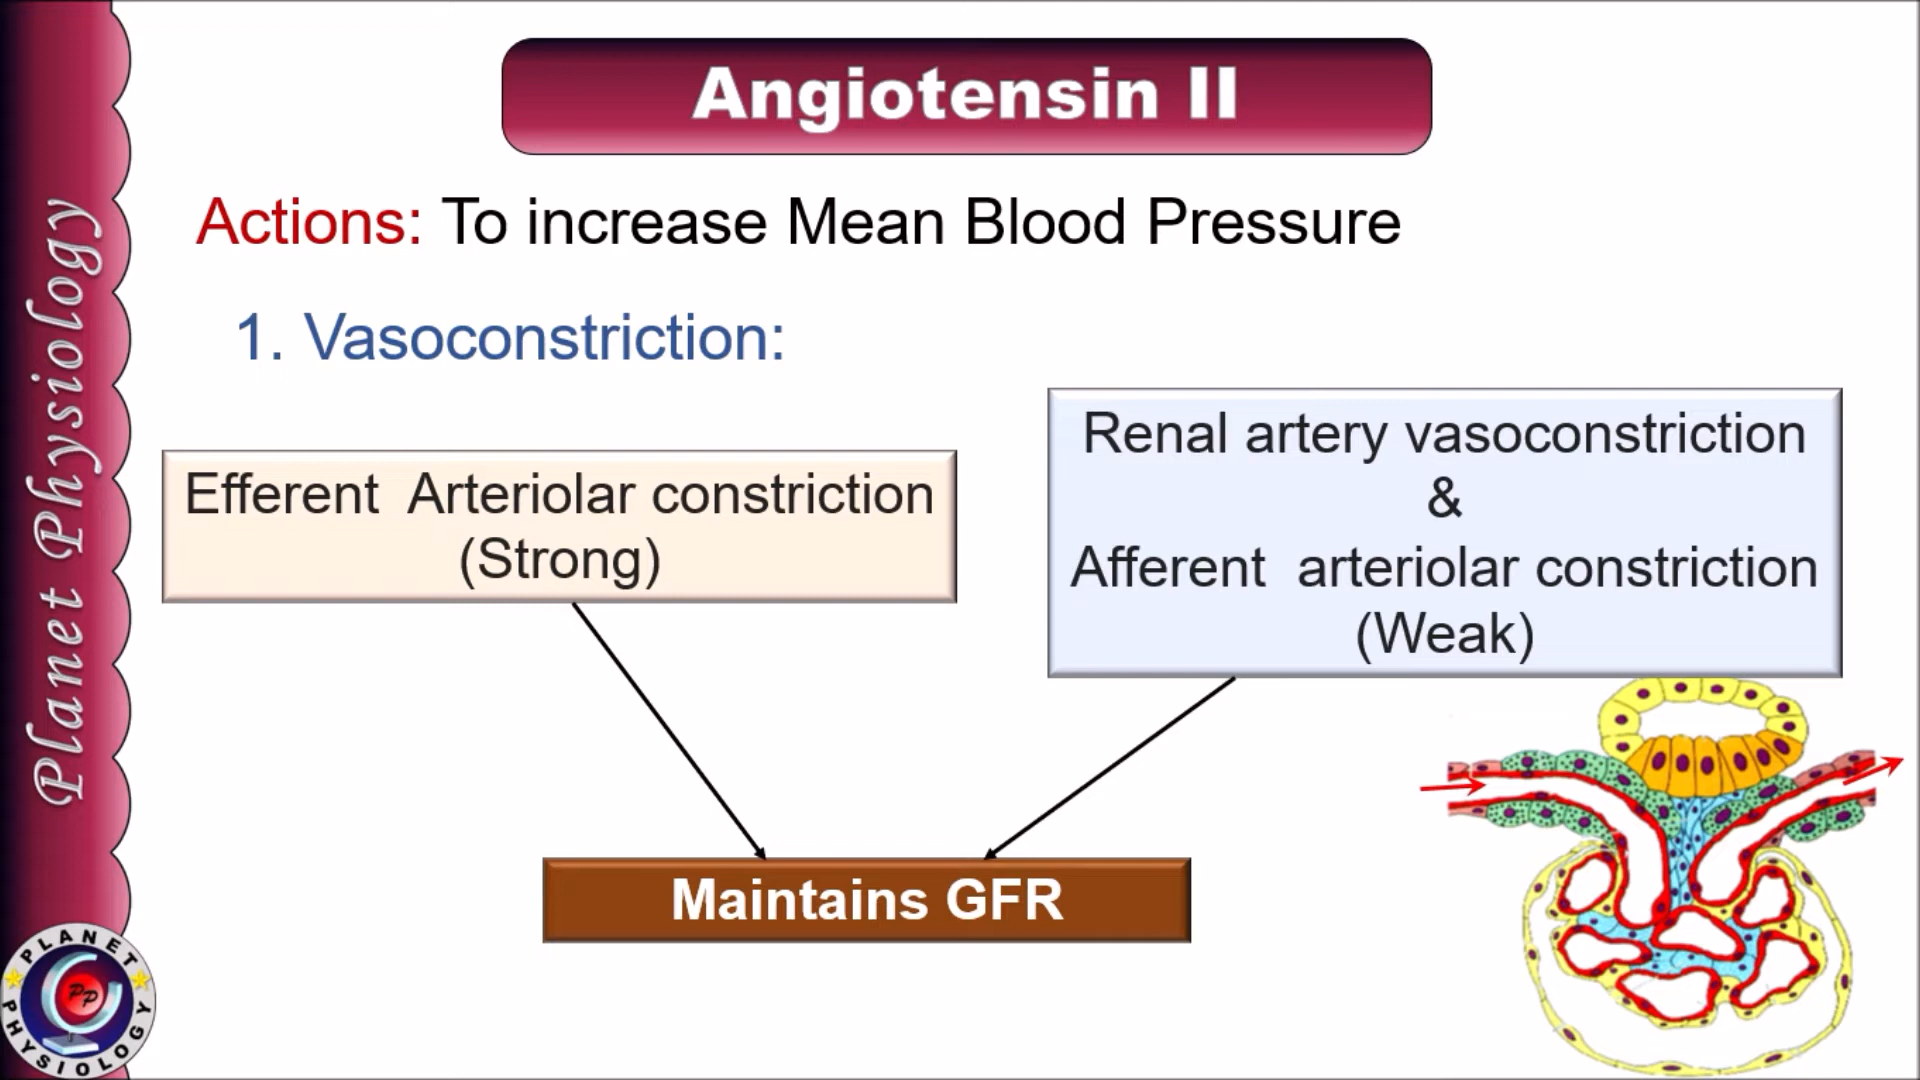 Angiotensin II
Actions: To increase Mean Blood Pressure
1. Vasoconstriction:
Efferent Arteriolar constriction
(Strong)
Renal artery vasoconstriction
&
Afferent arteriolar constriction
(Weak)
Maintains GFR
Planet Physiology
PLANET
PP
PHYSIOLOGY